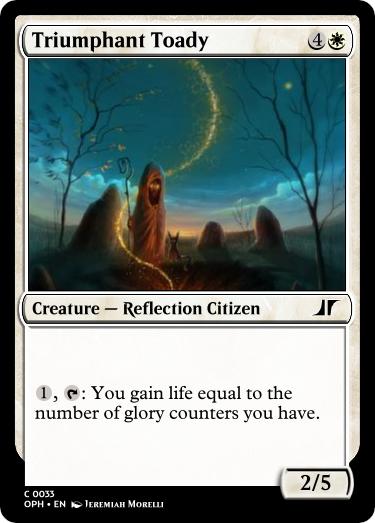 Triumphant Toady 4
Creature — Reflection Citizen
1, : You gain life equal to the
number of glory counters you have.
2/5
C 0033
OPH • EN Jeremiah Morelli